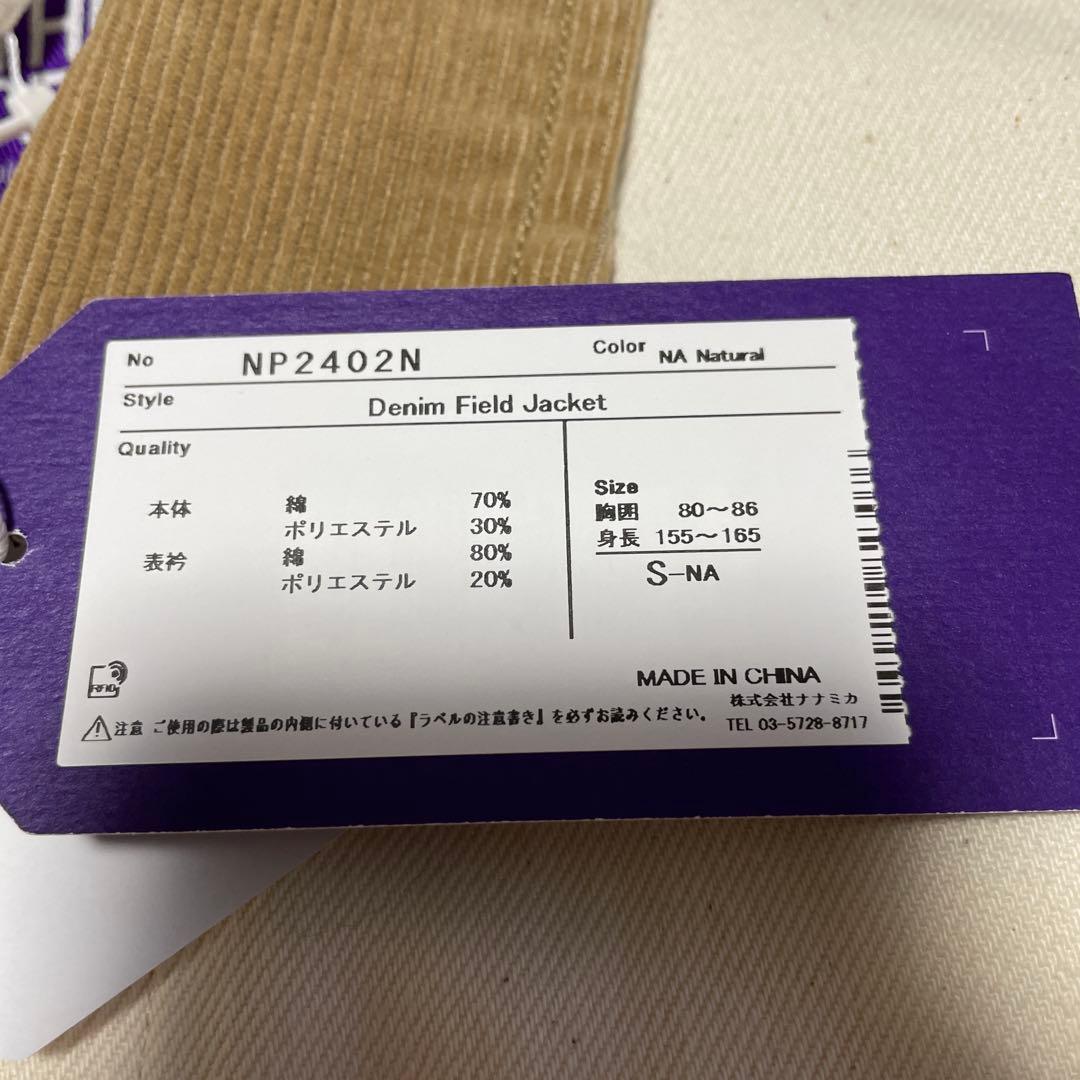 No NP2402N Color NA Natural
Style Denim Field Jacket
Quality
本体 綿 70%
ポリエステル 30%
表衿 綿 80%
ポリエステル 20%
Size
胸囲 80～86
身長 155～165
S-NA
RFID
MADE IN CHINA
株式会社ナナミカ
注意 ご使用の際は製品の内側に付いている『ラベルの注意書き』を必ずお読みください。
TEL 03-5728-8717